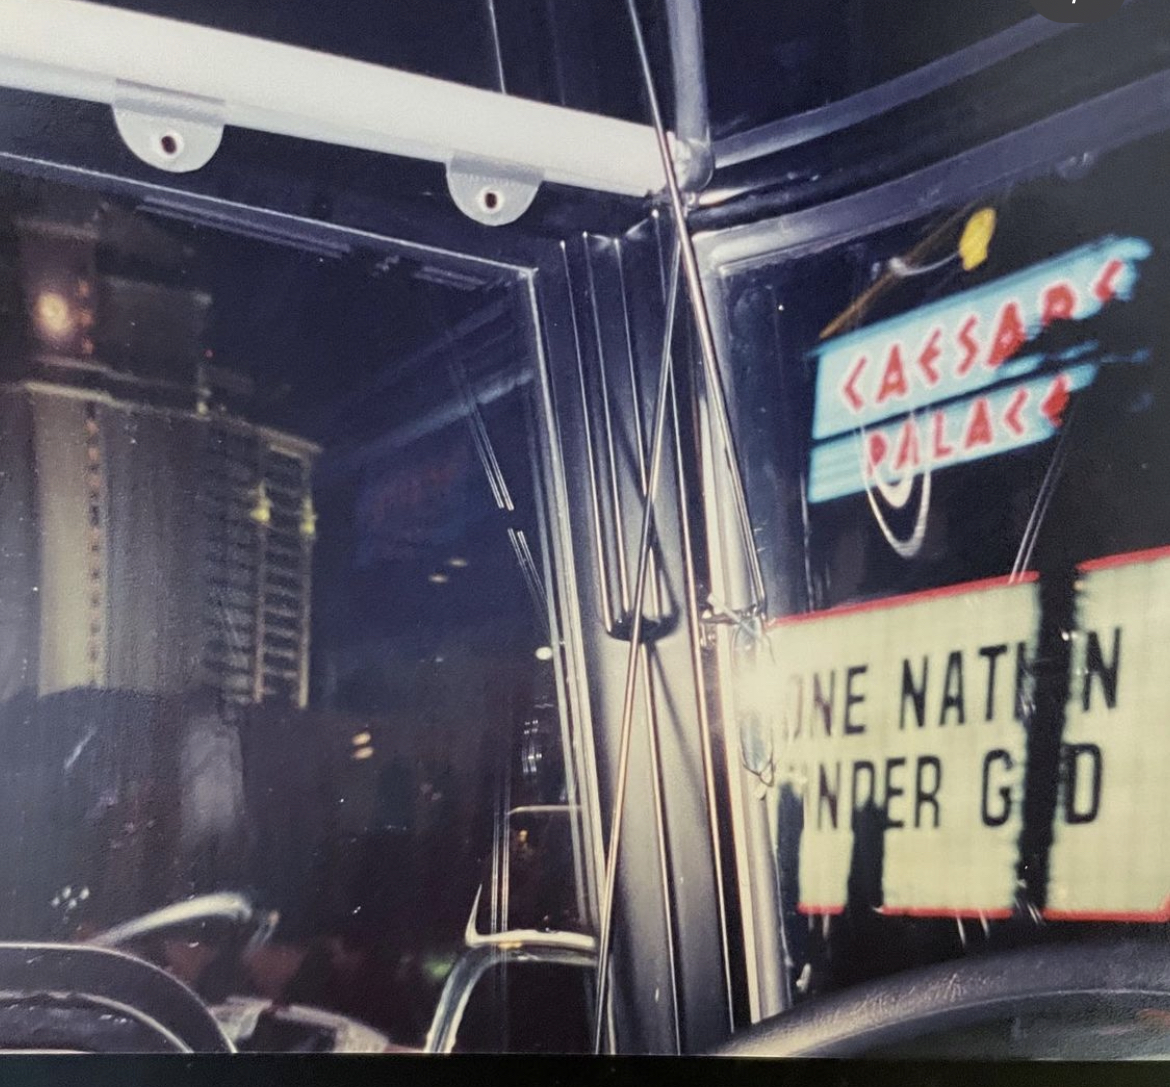 CAESARS
PALACE
ONE NATION
UNDER GOD